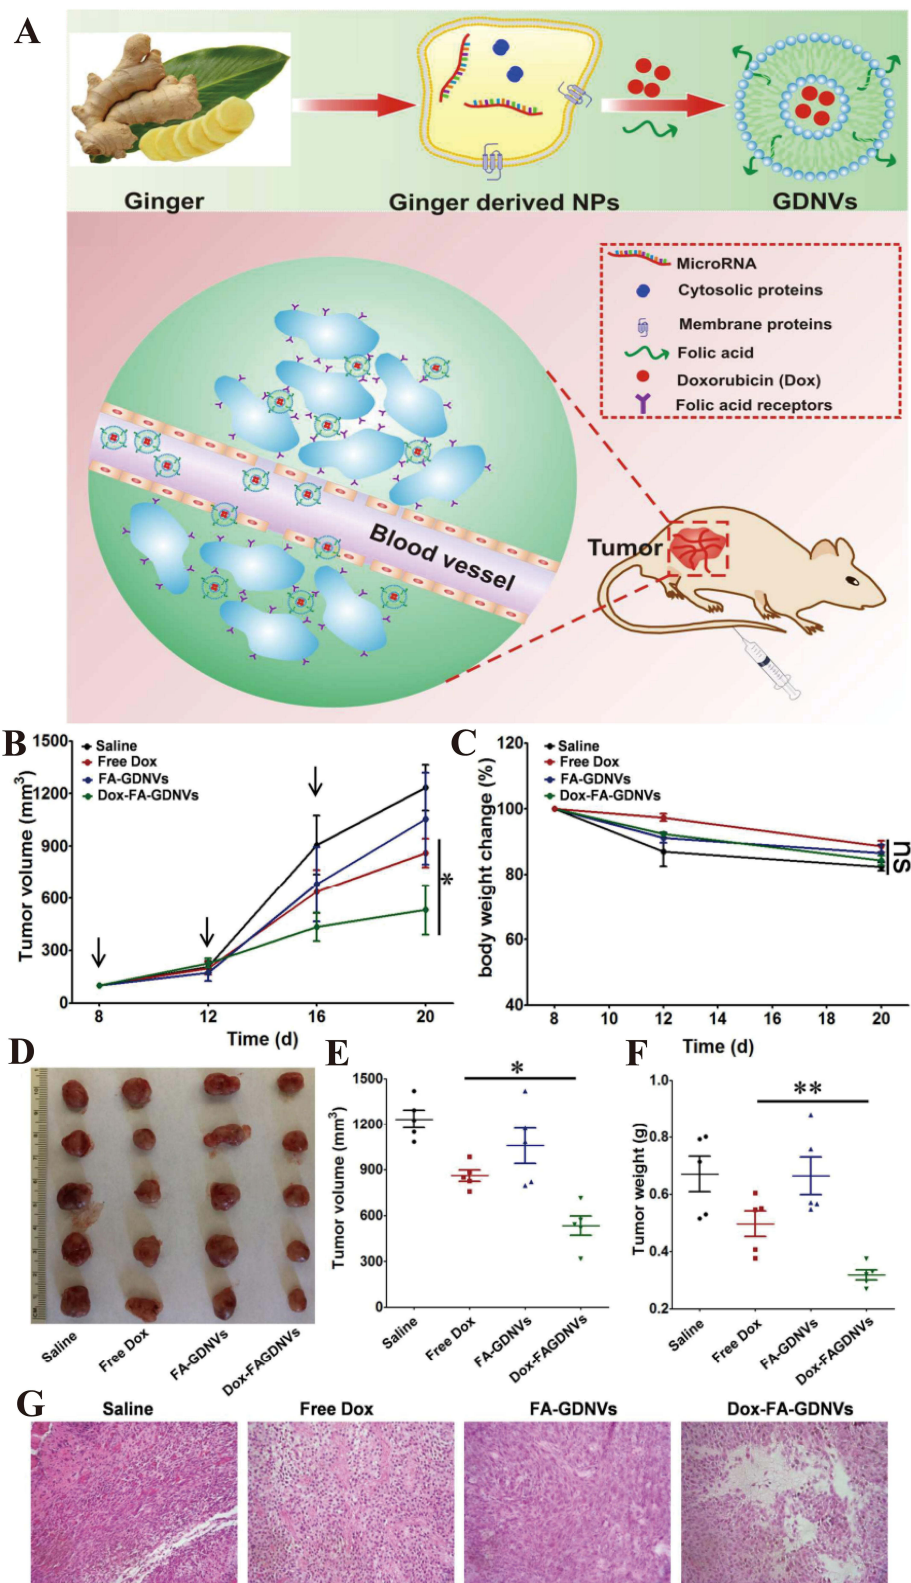 A
Ginger
Ginger derived NPs
GDNVs
MicroRNA
Cytosolic proteins
Membrane proteins
Folic acid
Doxorubicin (Dox)
Folic acid receptors
Blood vessel
Tumor
B
1500
1200
900
600
300
0
Tumor volume (mm³)
Saline
Free Dox
FA-GDNVs
Dox-FA-GDNVs
*
8
12
16
20
Time (d)
C
120
100
80
60
40
body weight change (%)
Saline
Free Dox
FA-GDNVs
Dox-FA-GDNVs
ns
8
10
12
14
16
18
20
Time (d)
D
Saline
Free Dox
FA-GDNVs
Dox-FAGDNVs
E
1500
1200
900
600
300
0
Tumor volume (mm³)
*
Saline
Free Dox
FA-GDNVs
Dox-FAGDNVs
F
1.0
0.8
0.6
0.4
0.2
Tumor weight (g)
**
Saline
Free Dox
FA-GDNVs
Dox-FAGDNVs
G
Saline
Free Dox
FA-GDNVs
Dox-FA-GDNVs